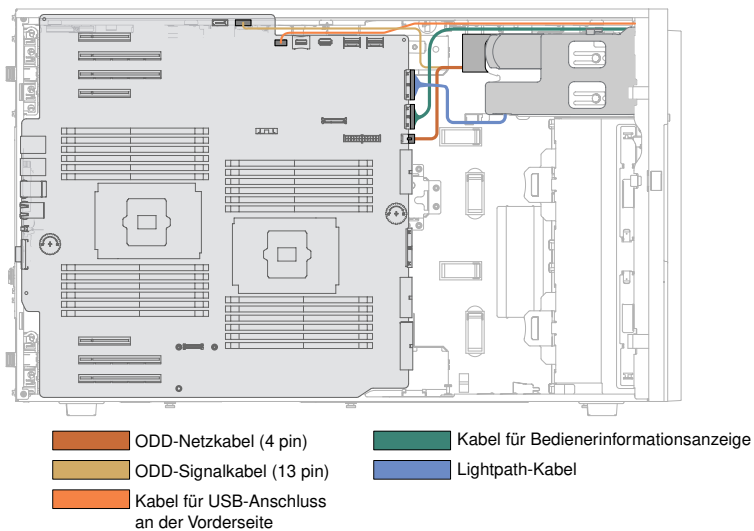 ODD-Netzkabel (4 pin)
ODD-Signalkabel (13 pin)
Kabel für USB-Anschluss
an der Vorderseite
Kabel für Bedienerinformationsanzeige
Lightpath-Kabel